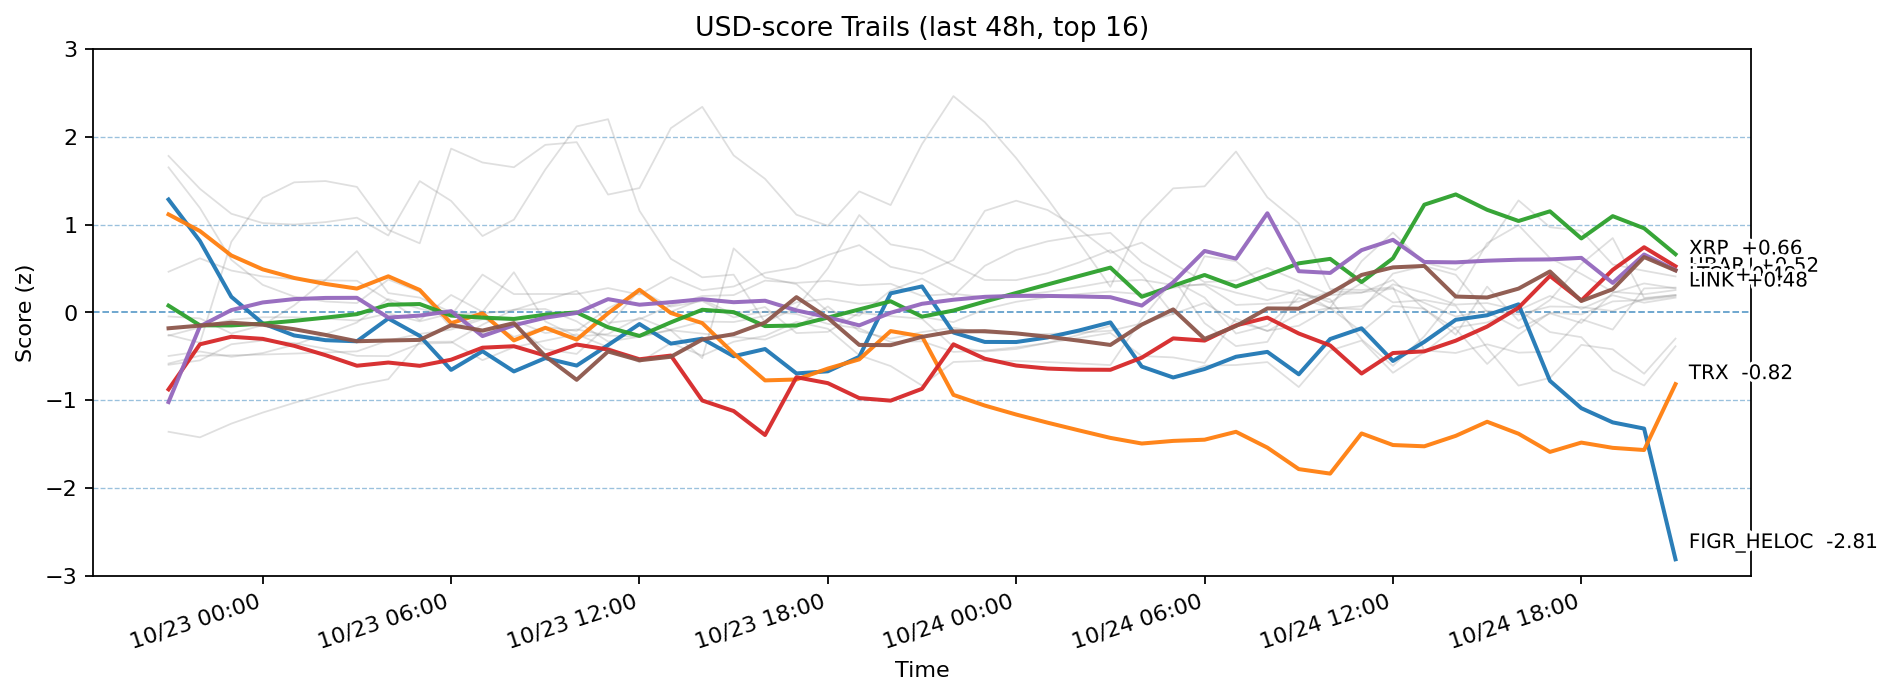 USD-score Trails (last 48h, top 16)
Score (z)
3
2
1
0
−1
−2
−3
XRP +0.66
+0.52
LINK +0.48
TRX -0.82
FIGR_HELOC -2.81
10/23 00:00
10/23 06:00
10/23 12:00
10/23 18:00
10/24 00:00
10/24 06:00
10/24 12:00
10/24 18:00
Time